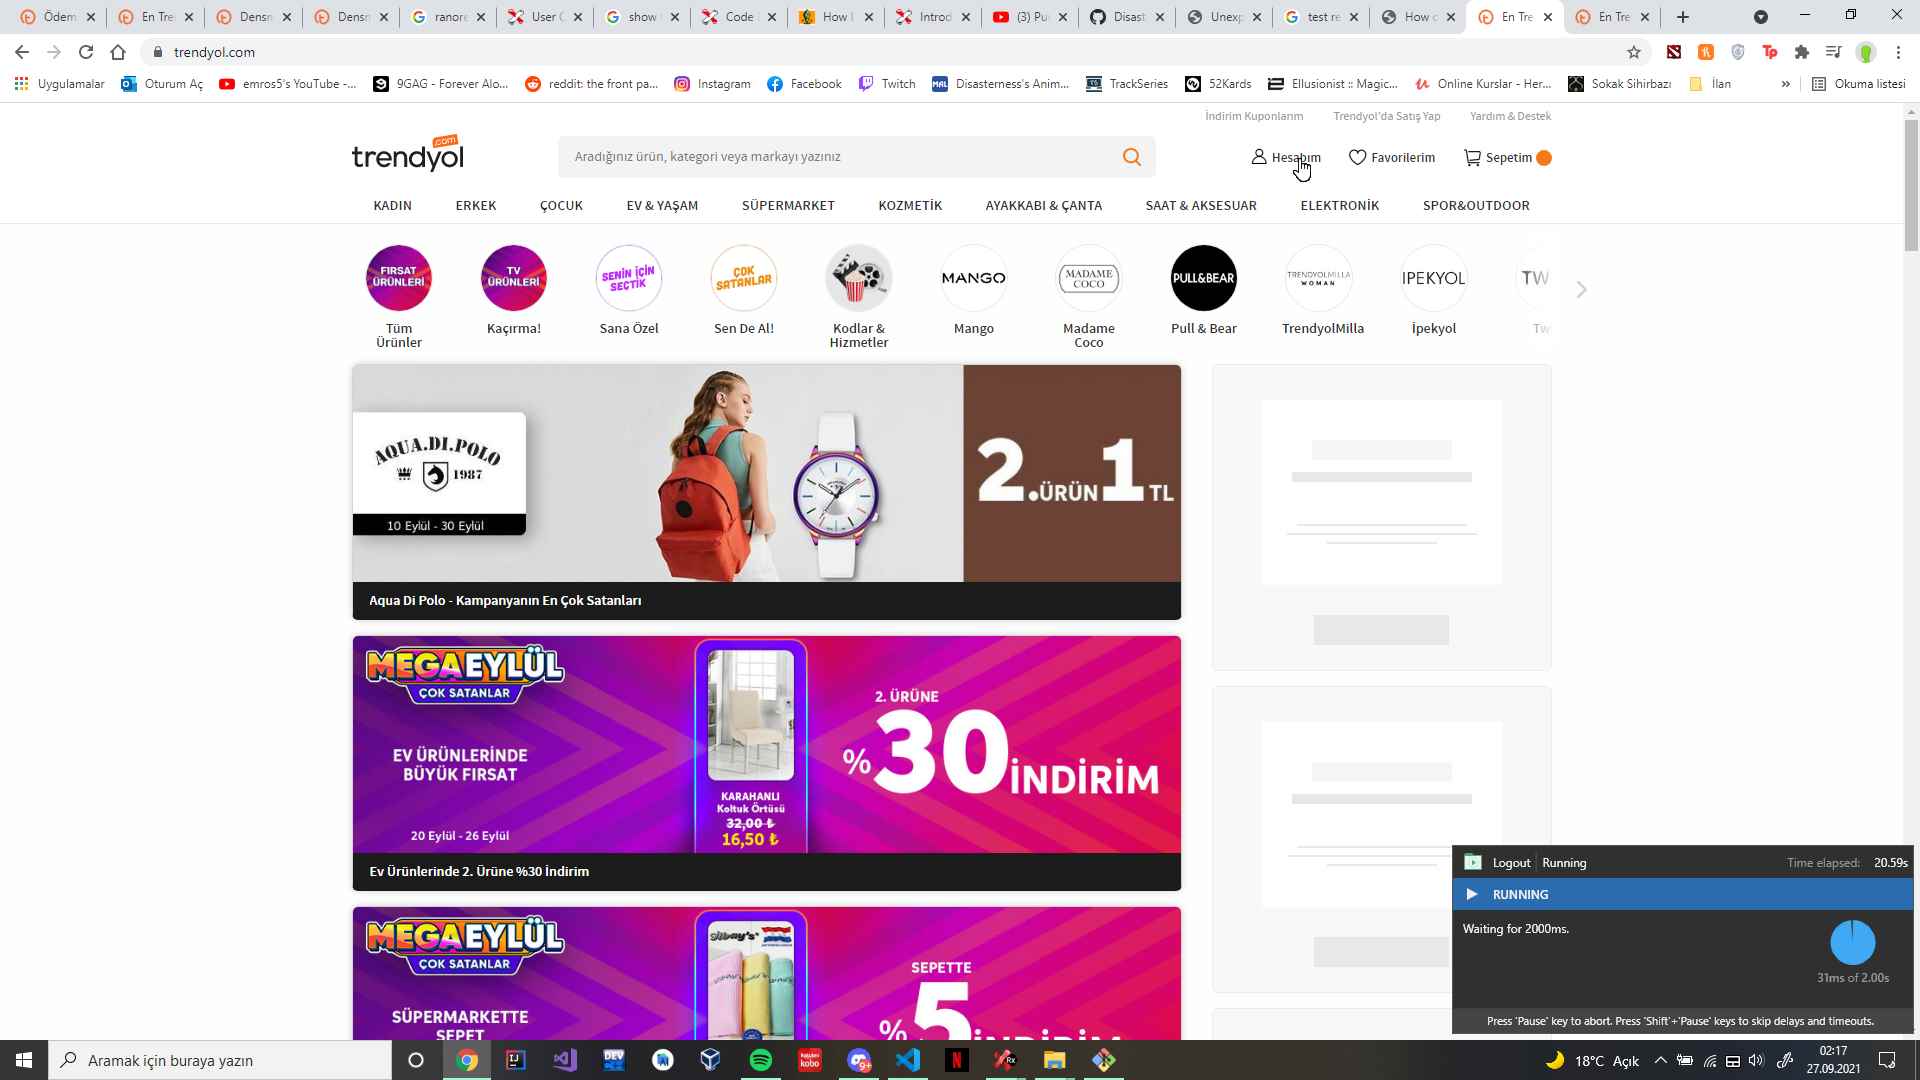 Ödem
En Tre
Densn
Densn
ranore
User C
show
Code
How
Introd
(3) Pu
Disast
Unexp
test re
How c
En Tre
En Tre
trendyol.com
Uygulamalar
Oturum Aç
emros5's YouTube -...
9GAG - Forever Alo...
reddit: the front pa...
Instagram
Facebook
Twitch
Disasterness's Anim...
TrackSeries
52Kards
Ellusionist :: Magic...
Online Kurslar - Her...
Sokak Sihirbazı
İlan
»
Okuma listesi
İndirim Kuponlarım
Trendyol'da Satış Yap
Yardım & Destek
trendyol
.com
Aradığınız ürün, kategori veya markayı yazınız
Hesabım
Favorilerim
Sepetim
KADIN
ERKEK
ÇOCUK
EV & YAŞAM
SÜPERMARKET
KOZMETİK
AYAKKABI & ÇANTA
SAAT & AKSESUAR
ELEKTRONİK
SPOR&OUTDOOR
FIRSAT
ÜRÜNLERİ
TV
ÜRÜNLERİ
SENİN İÇİN
SEÇTİK
ÇOK
SATANLAR
MANGO
MADAME
COCO
PULL&BEAR
TRENDYOLMILLA
WOMAN
IPEKYOL
TW
Tüm
Ürünler
Kaçırma!
Sana Özel
Sen De Al!
Kodlar &
Hizmetler
Mango
Madame
Coco
Pull & Bear
TrendyolMilla
İpekyol
Tw
AQUA.DI.POLO
1987
10 Eylül - 30 Eylül
2.ÜRÜN 1 TL
Aqua Di Polo - Kampanyanın En Çok Satanları
MEGAEYLÜL
ÇOK SATANLAR
EV ÜRÜNLERİNDE
BÜYÜK FIRSAT
20 Eylül - 26 Eylül
KARAHANLI
Koltuk Örtüsü
32,00 ₺
16,50 ₺
2. ÜRÜNE
%30 İNDİRİM
Ev Ürünlerinde 2. Ürüne %30 İndirim
MEGAEYLÜL
ÇOK SATANLAR
SÜPERMARKETTE
SEPET
SEPETTE
%5 İNDİRİM
Logout
Running
Time elapsed: 20.59s
RUNNING
Waiting for 2000ms.
31ms of 2.00s
Press 'Pause' key to abort. Press 'Shift'+'Pause' keys to skip delays and timeouts.
Aramak için buraya yazın
18°C Açık
02:17
27.09.2021